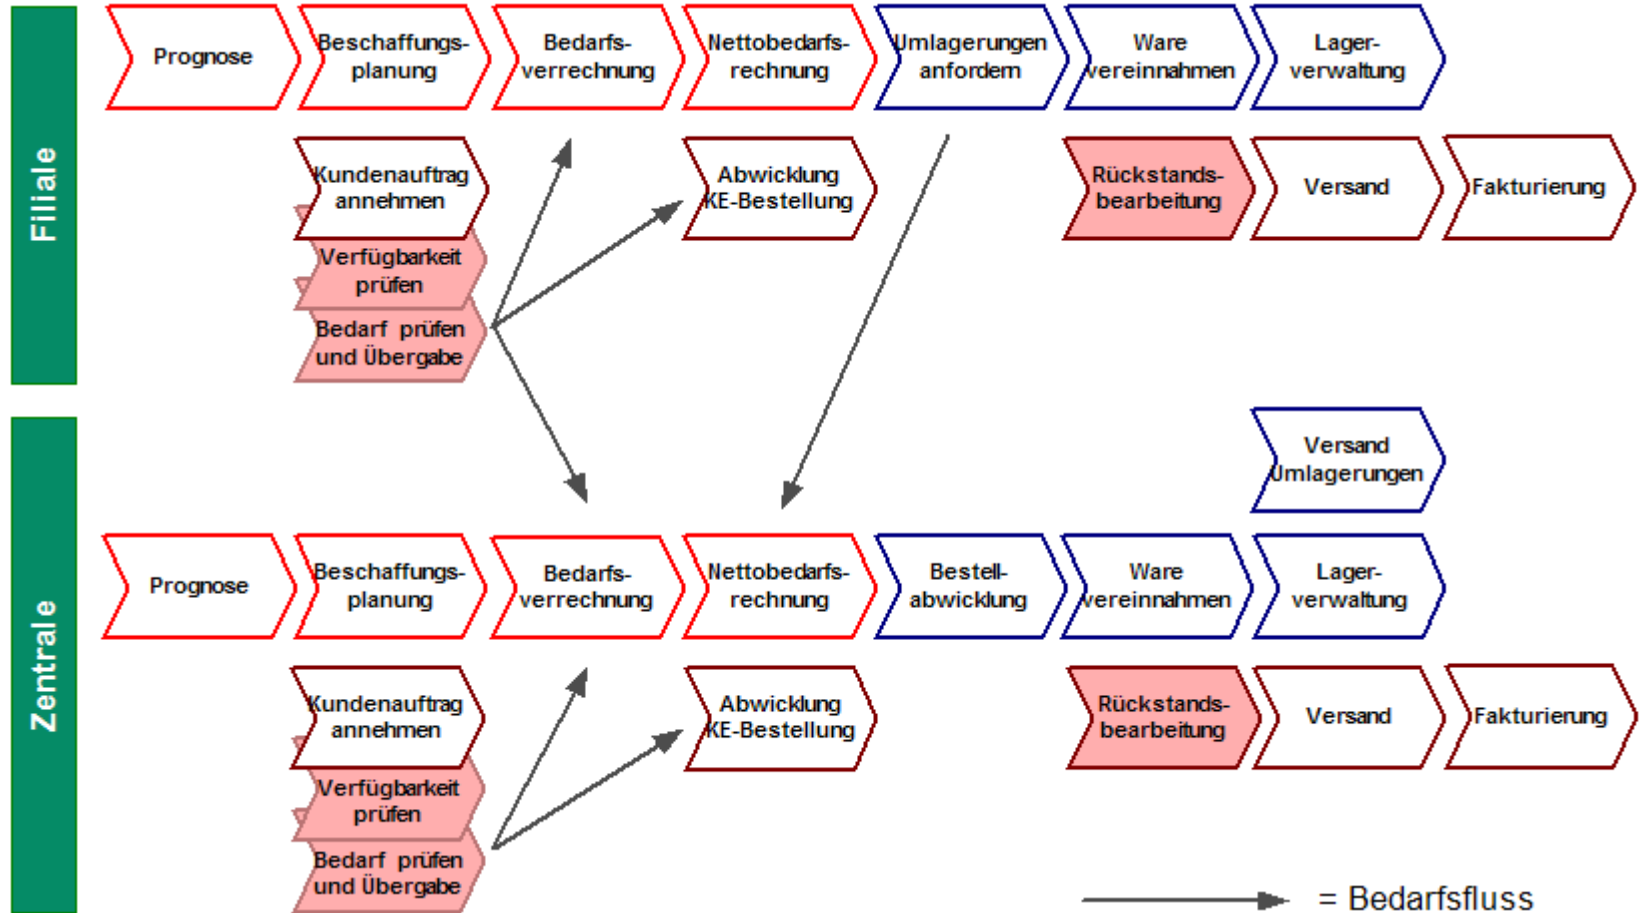 Filiale
Prognose
Beschaffungs-
planung
Bedarfs-
verrechnung
Nettobedarfs-
rechnung
Umlagerungen
anfordern
Ware
vereinnahmen
Lager-
verwaltung
Kundenauftrag
annehmen
Verfügbarkeit
prüfen
Bedarf prüfen
und Übergabe
Abwicklung
KE-Bestellung
Rückstands-
bearbeitung
Versand
Fakturierung
Zentrale
Versand
Umlagerungen
Prognose
Beschaffungs-
planung
Bedarfs-
verrechnung
Nettobedarfs-
rechnung
Bestell-
abwicklung
Ware
vereinnahmen
Lager-
verwaltung
Kundenauftrag
annehmen
Verfügbarkeit
prüfen
Bedarf prüfen
und Übergabe
Abwicklung
KE-Bestellung
Rückstands-
bearbeitung
Versand
Fakturierung
= Bedarfsfluss